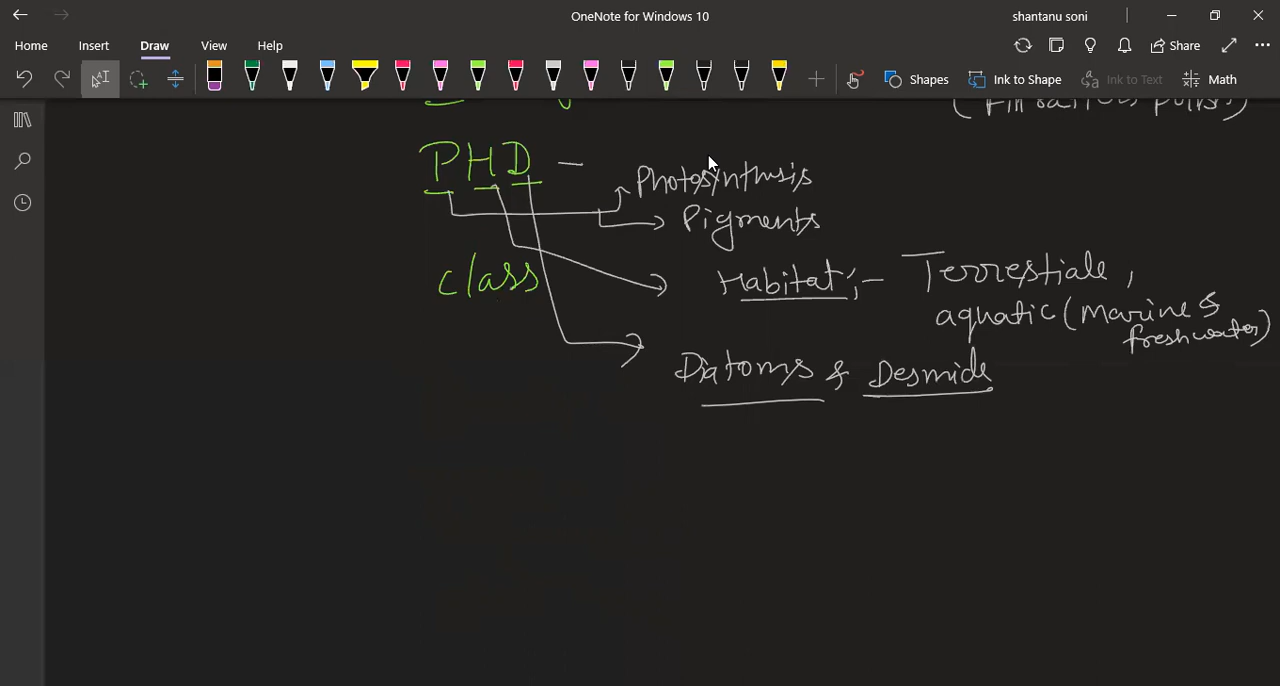 OneNote for Windows 10
shantanu soni
Home Insert Draw View Help
Share
Shapes Ink to Shape Ink to Text Math
PHD - Photosynthesis
Pigments
class
Habitat :- Terrestiale,
aquatic (Marine &
freshwater)
Diatoms & Desmids